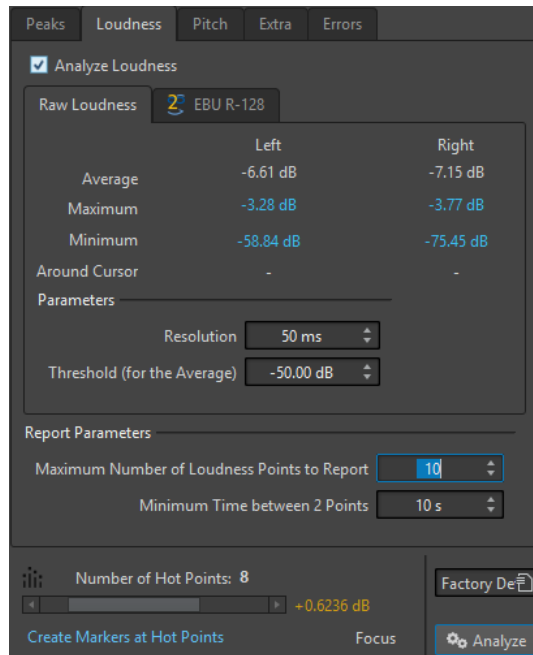 Peaks Loudness Pitch Extra Errors
Analyze Loudness
Raw Loudness 2 EBU R-128
Left Right
Average -6.61 dB -7.15 dB
Maximum -3.28 dB -3.77 dB
Minimum -58.84 dB -75.45 dB
Around Cursor - -
Parameters
Resolution 50 ms
Threshold (for the Average) -50.00 dB
Report Parameters
Maximum Number of Loudness Points to Report 10
Minimum Time between 2 Points 10 s
Number of Hot Points: 8
Factory De
+0.6236 dB
Create Markers at Hot Points Focus Analyze